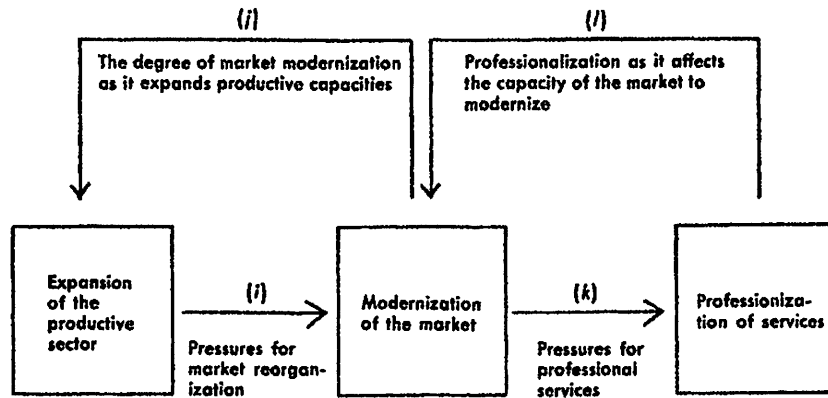 (j)
The degree of market modernization
as it expands productive capacities
(l)
Professionalization as it affects
the capacity of the market to
modernize
Expansion
of the
productive
sector
(i)
Pressures for
market reorgan-
ization
Modernization
of the market
(k)
Pressures for
professional
services
Professioniza-
tion of services